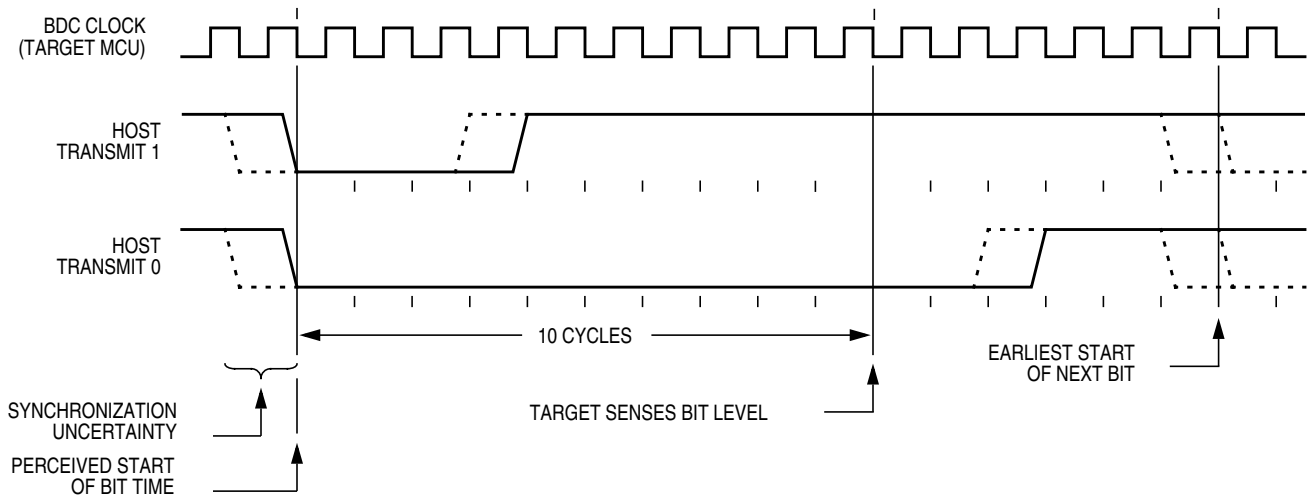 BDC CLOCK
(TARGET MCU)
HOST
TRANSMIT 1
HOST
TRANSMIT 0
10 CYCLES
EARLIEST START
OF NEXT BIT
SYNCHRONIZATION
UNCERTAINTY
TARGET SENSES BIT LEVEL
PERCEIVED START
OF BIT TIME